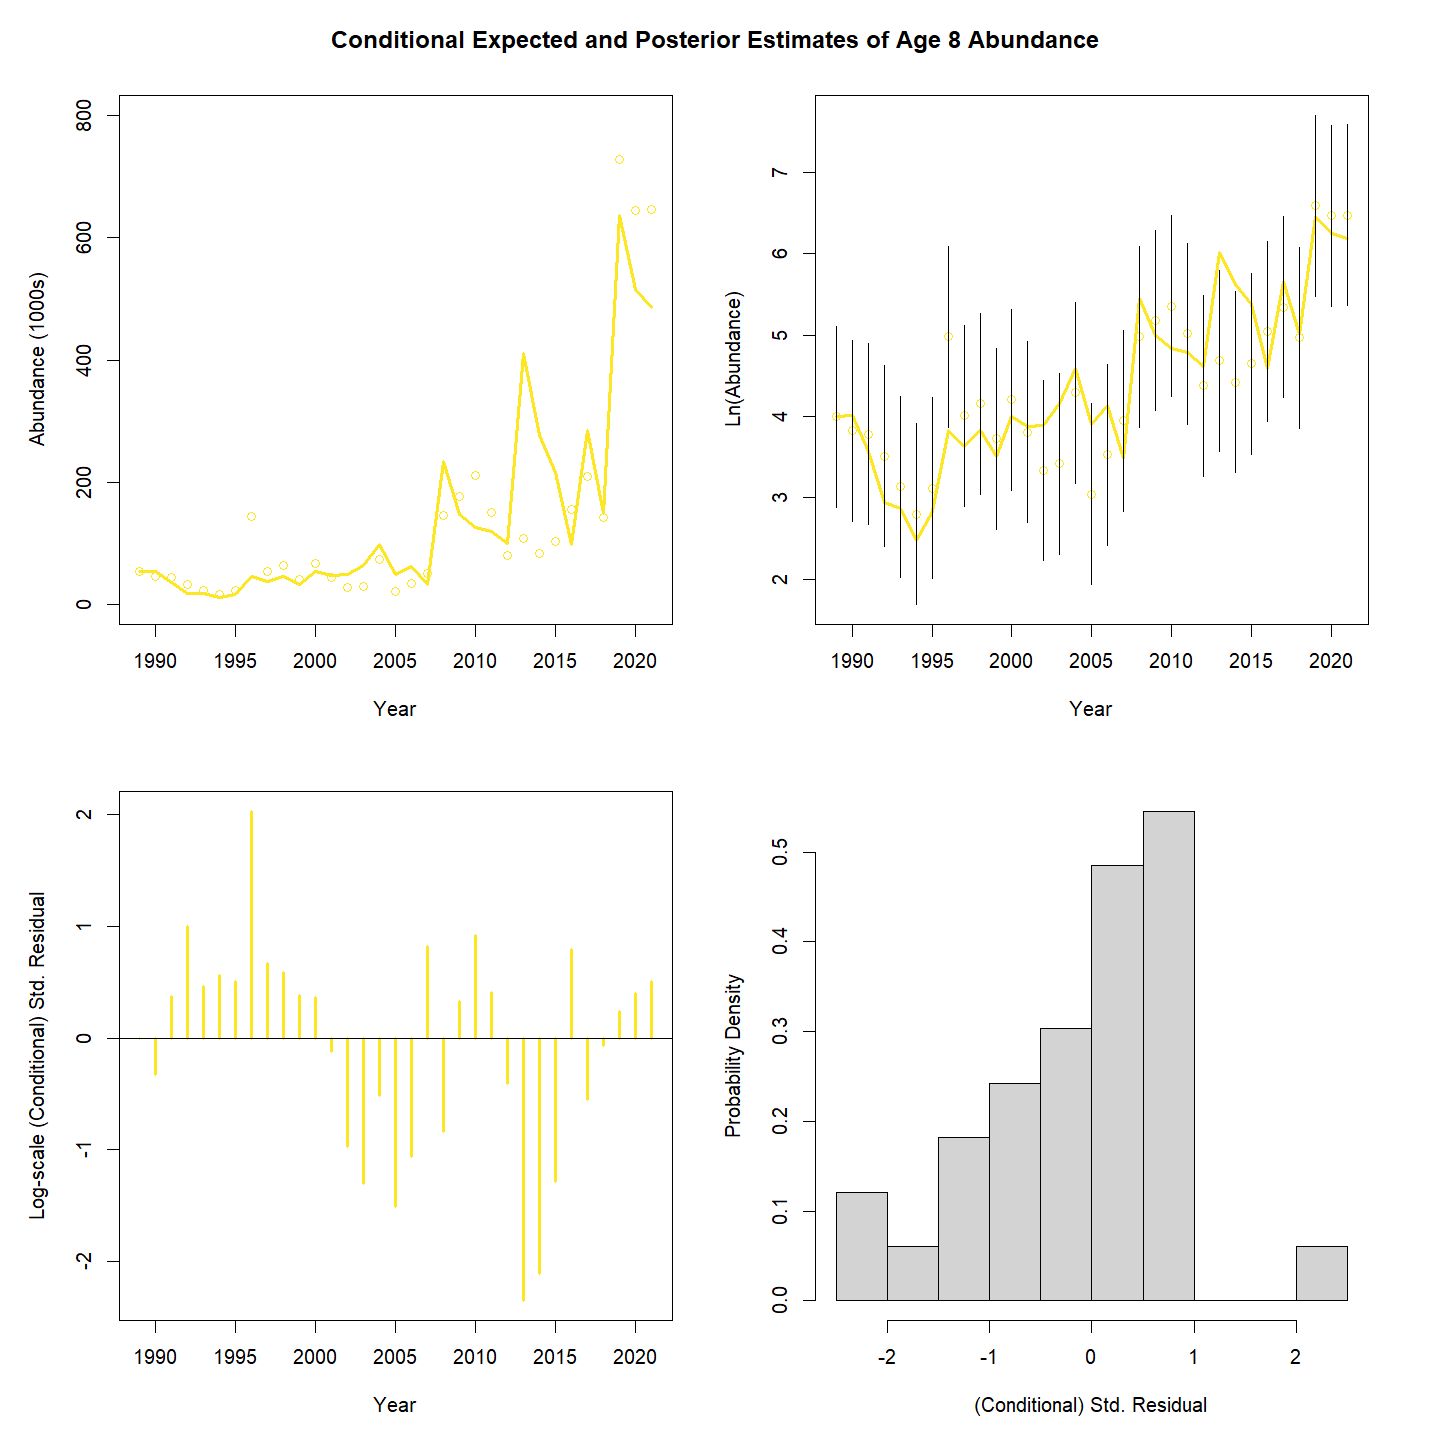 Conditional Expected and Posterior Estimates of Age 8 Abundance
Abundance (1000s)
800
600
400
200
0
1990 1995 2000 2005 2010 2015 2020
Year
Ln(Abundance)
7
6
5
4
3
2
1990 1995 2000 2005 2010 2015 2020
Year
Log-scale (Conditional) Std. Residual
2
1
0
-1
-2
1990 1995 2000 2005 2010 2015 2020
Year
Probability Density
0.5
0.4
0.3
0.2
0.1
0.0
-2 -1 0 1 2
(Conditional) Std. Residual